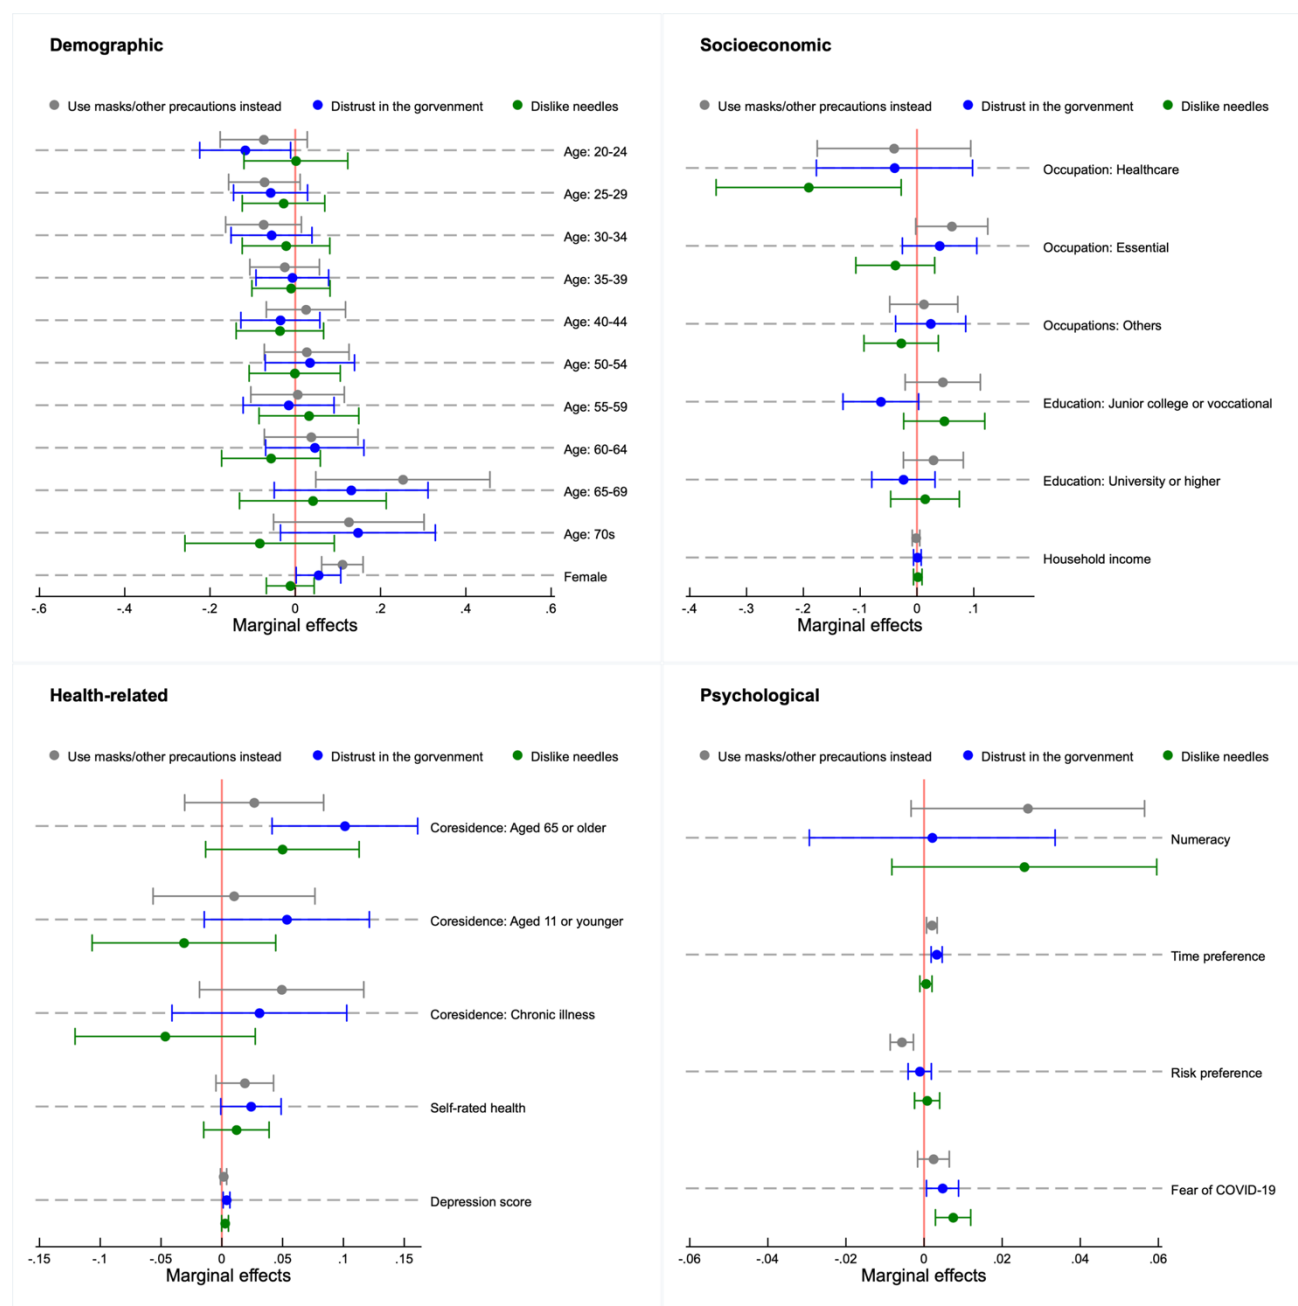 Demographic
Use masks/other precautions instead Distrust in the gorvenment Dislike needles
Age: 20-24
Age: 25-29
Age: 30-34
Age: 35-39
Age: 40-44
Age: 50-54
Age: 55-59
Age: 60-64
Age: 65-69
Age: 70s
Female
-.6 -.4 -.2 0 .2 .4 .6
Marginal effects
Socioeconomic
Use masks/other precautions instead Distrust in the gorvenment Dislike needles
Occupation: Healthcare
Occupation: Essential
Occupations: Others
Education: Junior college or voccational
Education: University or higher
Household income
-.4 -.3 -.2 -.1 0 .1
Marginal effects
Health-related
Use masks/other precautions instead Distrust in the gorvenment Dislike needles
Coresidence: Aged 65 or older
Coresidence: Aged 11 or younger
Coresidence: Chronic illness
Self-rated health
Depression score
-.15 -.1 -.05 0 .05 .1 .15
Marginal effects
Psychological
Use masks/other precautions instead Distrust in the gorvenment Dislike needles
Numeracy
Time preference
Risk preference
Fear of COVID-19
-.06 -.04 -.02 0 .02 .04 .06
Marginal effects